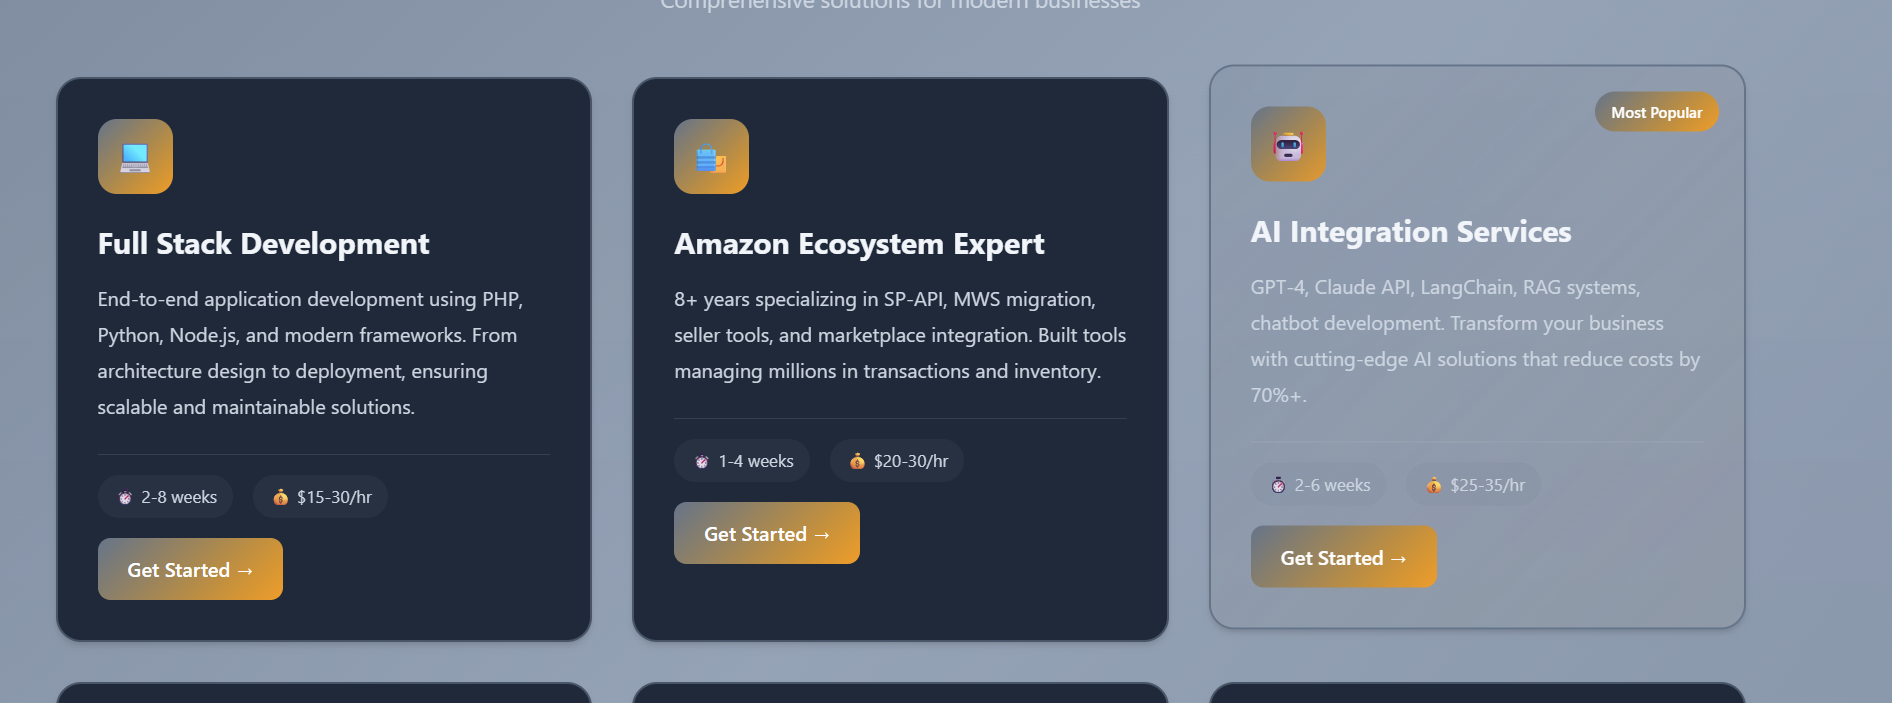 Comprehensive solutions for modern businesses
Full Stack Development
End-to-end application development using PHP,
Python, Node.js, and modern frameworks. From
architecture design to deployment, ensuring
scalable and maintainable solutions.
2-8 weeks
$15-30/hr
Get Started →
Amazon Ecosystem Expert
8+ years specializing in SP-API, MWS migration,
seller tools, and marketplace integration. Built tools
managing millions in transactions and inventory.
1-4 weeks
$20-30/hr
Get Started →
Most Popular
AI Integration Services
GPT-4, Claude API, LangChain, RAG systems,
chatbot development. Transform your business
with cutting-edge AI solutions that reduce costs by
70%+.
2-6 weeks
$25-35/hr
Get Started →